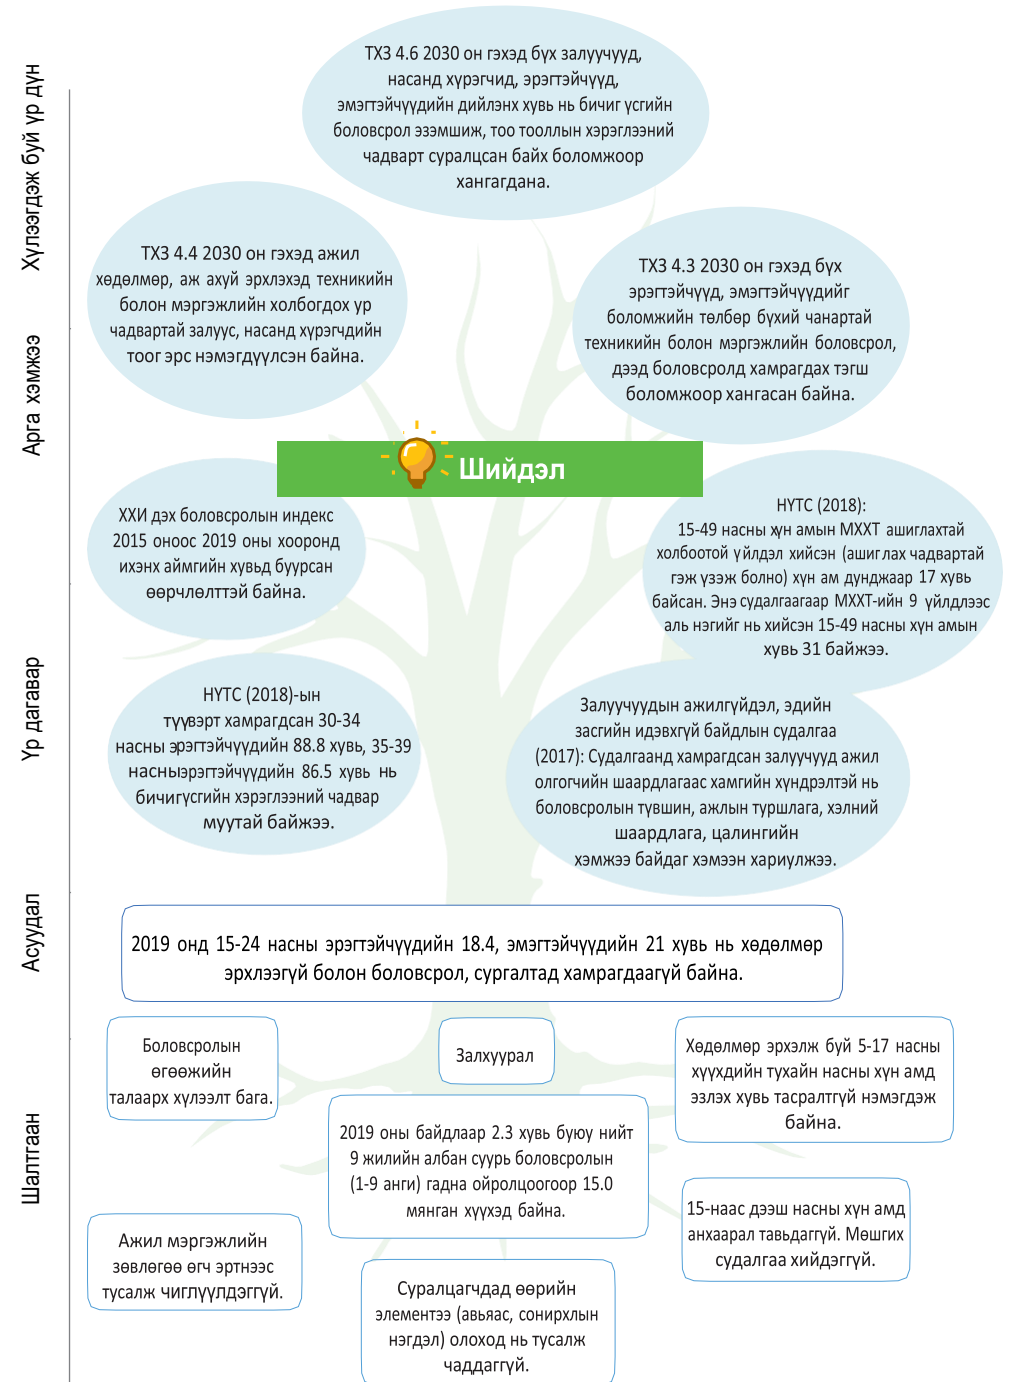 Хүлээгдэж буй үр дүн
ТХЗ 4.6 2030 он гэхэд бүх залуучууд,
насанд хүрэгчид, эрэгтэйчүүд,
эмэгтэйчүүдийн дийлэнх хувь нь бичиг үсгийн
боловсрол эзэмшиж, тоо тооллын хэрэглээний
чадварт суралцсан байх боломжоор
хангагдана.
ТХЗ 4.4 2030 он гэхэд ажил
хөдөлмөр, аж ахуй эрхлэхэд техникийн
болон мэргэжлийн холбогдох ур
чадвартай залуус, насанд хүрэгчдийн
тоог эрс нэмэгдүүлсэн байна.
ТХЗ 4.3 2030 он гэхэд бүх
эрэгтэйчүүд, эмэгтэйчүүдийг
боломжийн төлбөр бүхий чанартай
техникийн болон мэргэжлийн боловсрол,
дээд боловсролд хамрагдах тэгш
боломжоор хангасан байна.
Арга хэмжээ
Шийдэл
ХХИ дэх боловсролын индекс
2015 оноос 2019 оны хооронд
ихэнх аймгийн хувьд буурсан
өөрчлөлттэй байна.
НҮТС (2018):
15-49 насны хүн амын МХХТ ашиглахтай
холбоотой үйлдэл хийсэн (ашиглах чадвартай
гэж үзэж болно) хүн ам дунджаар 17 хувь
байсан. Энэ судалгаагаар МХХТ-ийн 9 үйлдлээс
аль нэгийг нь хийсэн 15-49 насны хүн амын
хувь 31 байжээ.
Үр дагавар
НҮТС (2018)-ын
түүвэрт хамрагдсан 30-34
насны эрэгтэйчүүдийн 88.8 хувь, 35-39
насны эрэгтэйчүүдийн 86.5 хувь нь
бичиг үсгийн хэрэглээний чадвар
муутай байжээ.
Залуучуудын ажилгүйдэл, эдийн
засгийн идэвхгүй байдлын судалгаа
(2017): Судалгаанд хамрагдсан залуучууд ажил
олгогчийн шаардлагаас хамгийн хүндрэлтэй нь
боловсролын түвшин, ажлын туршлага, хэлний
шаардлага, цалингийн
хэмжээ байдаг хэмээн хариулжээ.
Асуудал
2019 онд 15-24 насны эрэгтэйчүүдийн 18.4, эмэгтэйчүүдийн 21 хувь нь хөдөлмөр
эрхлээгүй болон боловсрол, сургалтад хамрагдаагүй байна.
Шалтгаан
Боловсролын
өгөөжийн
талаарх хүлээлт бага.
Залхуурал
Хөдөлмөр эрхэлж буй 5-17 насны
хүүхдийн тухайн насны хүн амд
эзлэх хувь тасралтгүй нэмэгдэж
байна.
2019 оны байдлаар 2.3 хувь буюу нийт
9 жилийн албан суурь боловсролын
(1-9 анги) гадна ойролцоогоор 15.0
мянган хүүхэд байна.
15-наас дээш насны хүн амд
анхаарал тавьдаггүй. Мөшгих
судалгаа хийдэггүй.
Ажил мэргэжлийн
зөвлөгөө өгч эртнээс
тусалж чиглүүлдэггүй.
Суралцагчдад өөрийн
элементээ (авьяас, сонирхлын
нэгдэл) олоход нь тусалж
чаддаггүй.